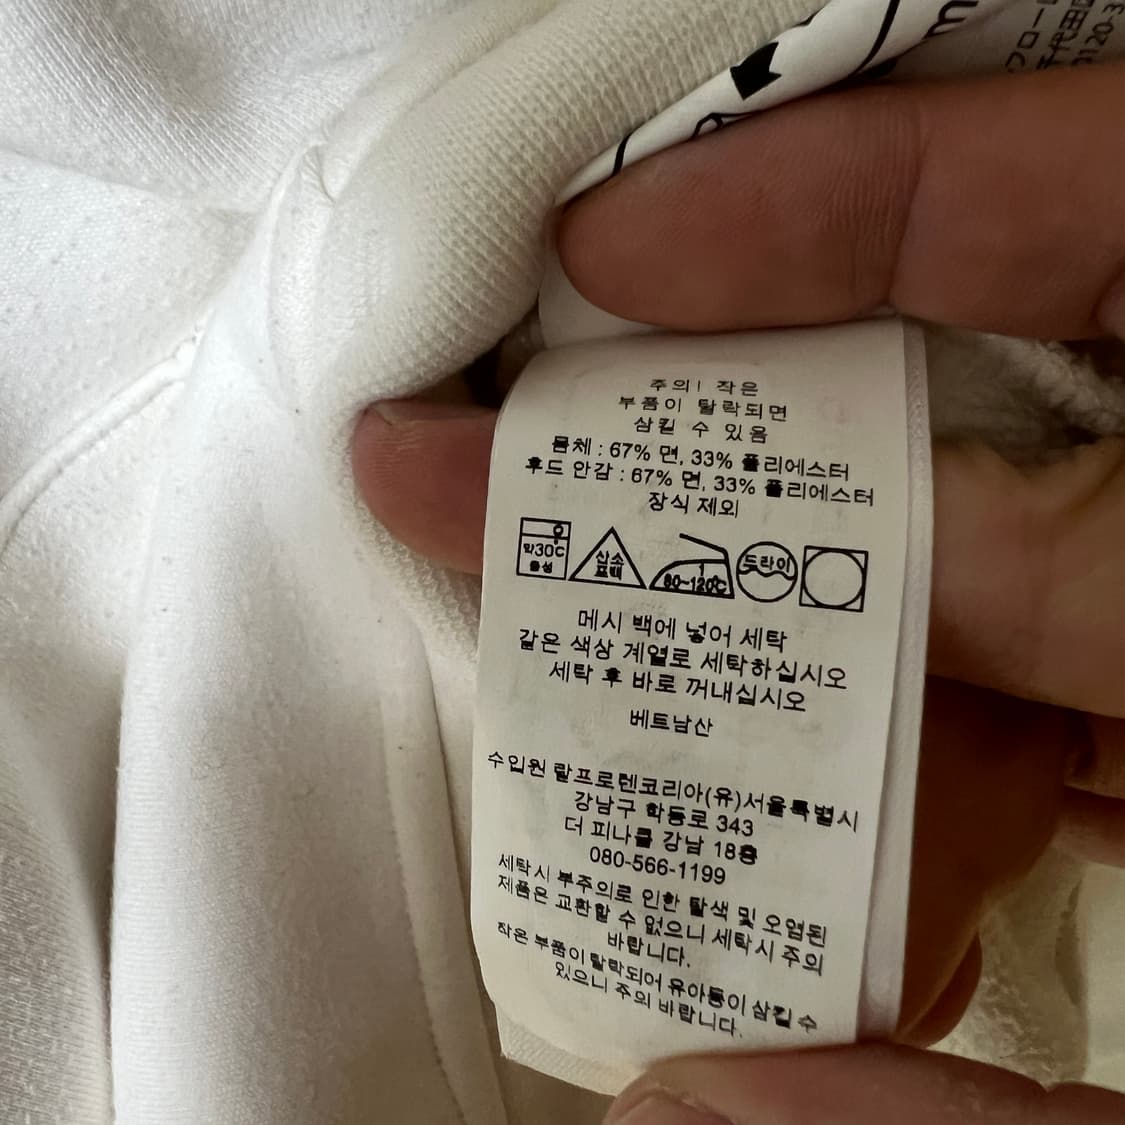 주의! 작은
부품이 탈락되면
삼킬 수 있음
몸체 : 67% 면, 33% 폴리에스터
후드 안감 : 67% 면, 33% 폴리에스터
장식 제외
약30℃
중성
산소
표백
80~120℃
드라이
메시 백에 넣어 세탁
같은 색상 계열로 세탁하십시오
세탁 후 바로 꺼내십시오
베트남산
수입원 랄프로렌코리아(유)서울특별시
강남구 학동로 343
더 피나클 강남 18층
080-566-1199
세탁시 부주의로 인한 탈색 및 오염된
제품은 교환할 수 없으니 세탁시 주의
바랍니다.
작은 부품이 탈락되어 유아등이 삼킬 수
있으니 주의 바랍니다.